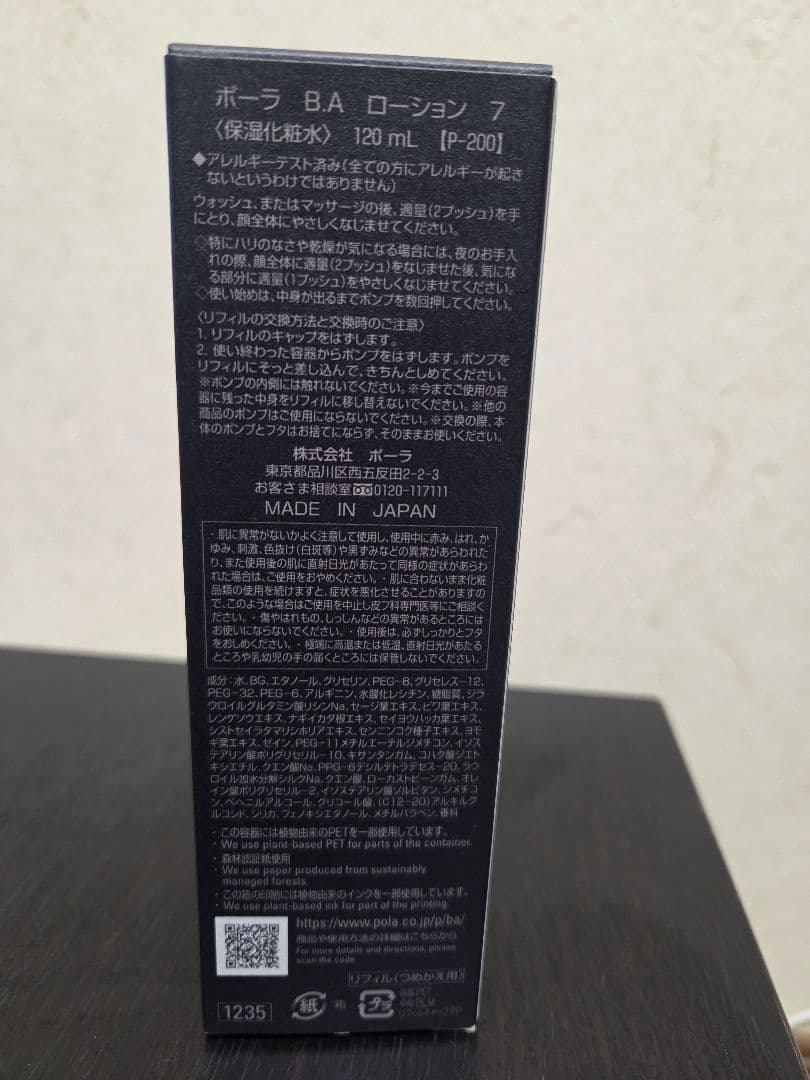 ポーラ B.A ローション 7
〈保湿化粧水〉 120 mL 【P-200】
◆アレルギーテスト済み(全ての方にアレルギーが起き
ないというわけではありません)
ウォッシュ、またはマッサージの後、適量(2プッシュ)を手
にとり、顔全体にやさしくなじませてください。
◇特にハリのなさや乾燥が気になる場合には、夜のお手入
れの際、顔全体に適量(2プッシュ)をなじませた後、気にな
る部分に適量(1プッシュ)をやさしくなじませてください。
◇使い始めは、中身が出るまでポンプを数回押してください。
〈リフィルの交換方法と交換時のご注意〉
1. リフィルのキャップをはずします。
2. 使い終わった容器からポンプをはずします。ポンプを
リフィルにそっと差し込んで、きちんとしめてください。
※ポンプの内側には触れないでください。※今までご使用の容
器に残った中身をリフィルに移し替えないでください。※他の
商品のポンプはご使用にならないでください。※交換の際、本
体のポンプとフタはお捨てにならず、そのままお使いください。
株式会社 ポーラ
東京都品川区西五反田2-2-3
お客さま相談室 0120-117111
MADE IN JAPAN
・肌に異常がないかよく注意して使用し、使用中に赤み、はれ、か
ゆみ、刺激、色抜け(白斑等)や黒ずみなどの異常があらわれた
り、また使用後の肌に直射日光があたって同様の症状があらわ
れた場合は、ご使用をおやめください。・肌に合わないまま化粧
品類の使用を続けますと、症状を悪化させることがありますの
で、このような場合はご使用を中止し皮フ科専門医等にご相談く
ださい。・傷やはれもの、しっしんなどの異常があるところには
お使いにならないでください。・使用後は、必ずしっかりとフタ
をおしめください。・極端に高温または低温、直射日光があたる
ところや乳幼児の手の届くところには保管しないでください。
成分：水、BG、エタノール、グリセリン、PEG-8、グリセレス-12、
PEG-32、PEG-6、アルギニン、水酸化レシチン、糖脂質、ジラ
ウロイルグルタミン酸リシンNa、セージ葉エキス、ビワ葉エキス、
レンゲソウエキス、ナギイカダ根エキス、セイヨウハッカ葉エキス、
シストセイラタマリシホリアエキス、センニンコク種子エキス、ヨモ
ギ葉エキス、ゼイン、PEG-11メチルエーテルジメチコン、イソス
テアリン酸ポリグリセリル-10、キサンタンガム、コハク酸ジエト
キシエチル、クエン酸Na、PPG-6デシルテトラデセス-20、ラウ
ロイル加水分解シルクNa、クエン酸、ローカストビーンガム、オレ
イン酸ポリグリセリル-2、イソステアリン酸ソルビタン、ジメチコ
ン、ベヘニルアルコール、グリコール酸、(C12-20)アルキルグ
ルコシド、シリカ、フェノキシエタノール、メチルパラベン、香料
・この容器には植物由来のPETを一部使用しています。
・We use plant-based PET for parts of the container.
・森林認証紙使用
・We use paper produced from sustainably
managed forests.
・この箱の印刷には植物由来のインクを一部使用しています。
・We use plant-based ink for part of the printing.
https://www.pola.co.jp/p/ba/
商品や使用方法の詳細はこちらから。
For more details and directions, please
scan the code.
リフィル(つめかえ用)
1235 紙 箱 プラ
リフィルキャップ:PP